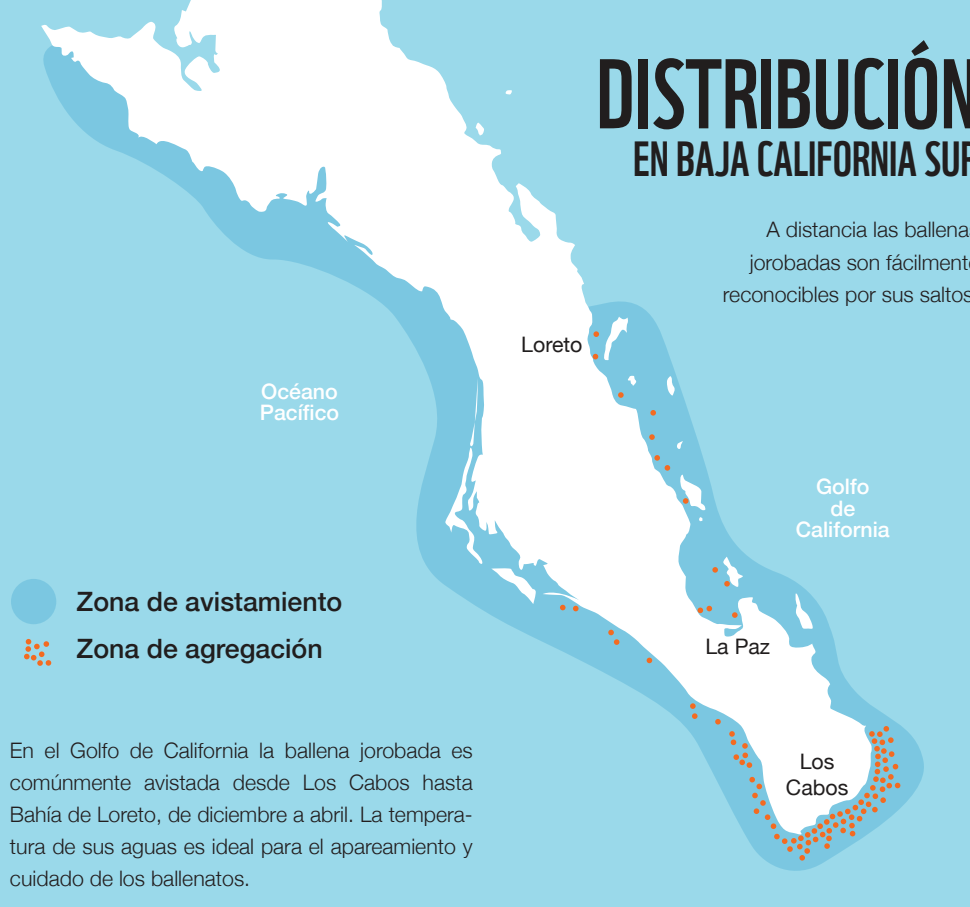 DISTRIBUCIÓN
EN BAJA CALIFORNIA SUR
A distancia las ballenas
jorobadas son fácilmente
reconocibles por sus saltos
Loreto
Océano
Pacífico
Golfo
de
California
Zona de avistamiento
Zona de agregación
La Paz
Los
Cabos
En el Golfo de California la ballena jorobada es
comúnmente avistada desde Los Cabos hasta
Bahía de Loreto, de diciembre a abril. La tempera-
tura de sus aguas es ideal para el apareamiento y
cuidado de los ballenatos.